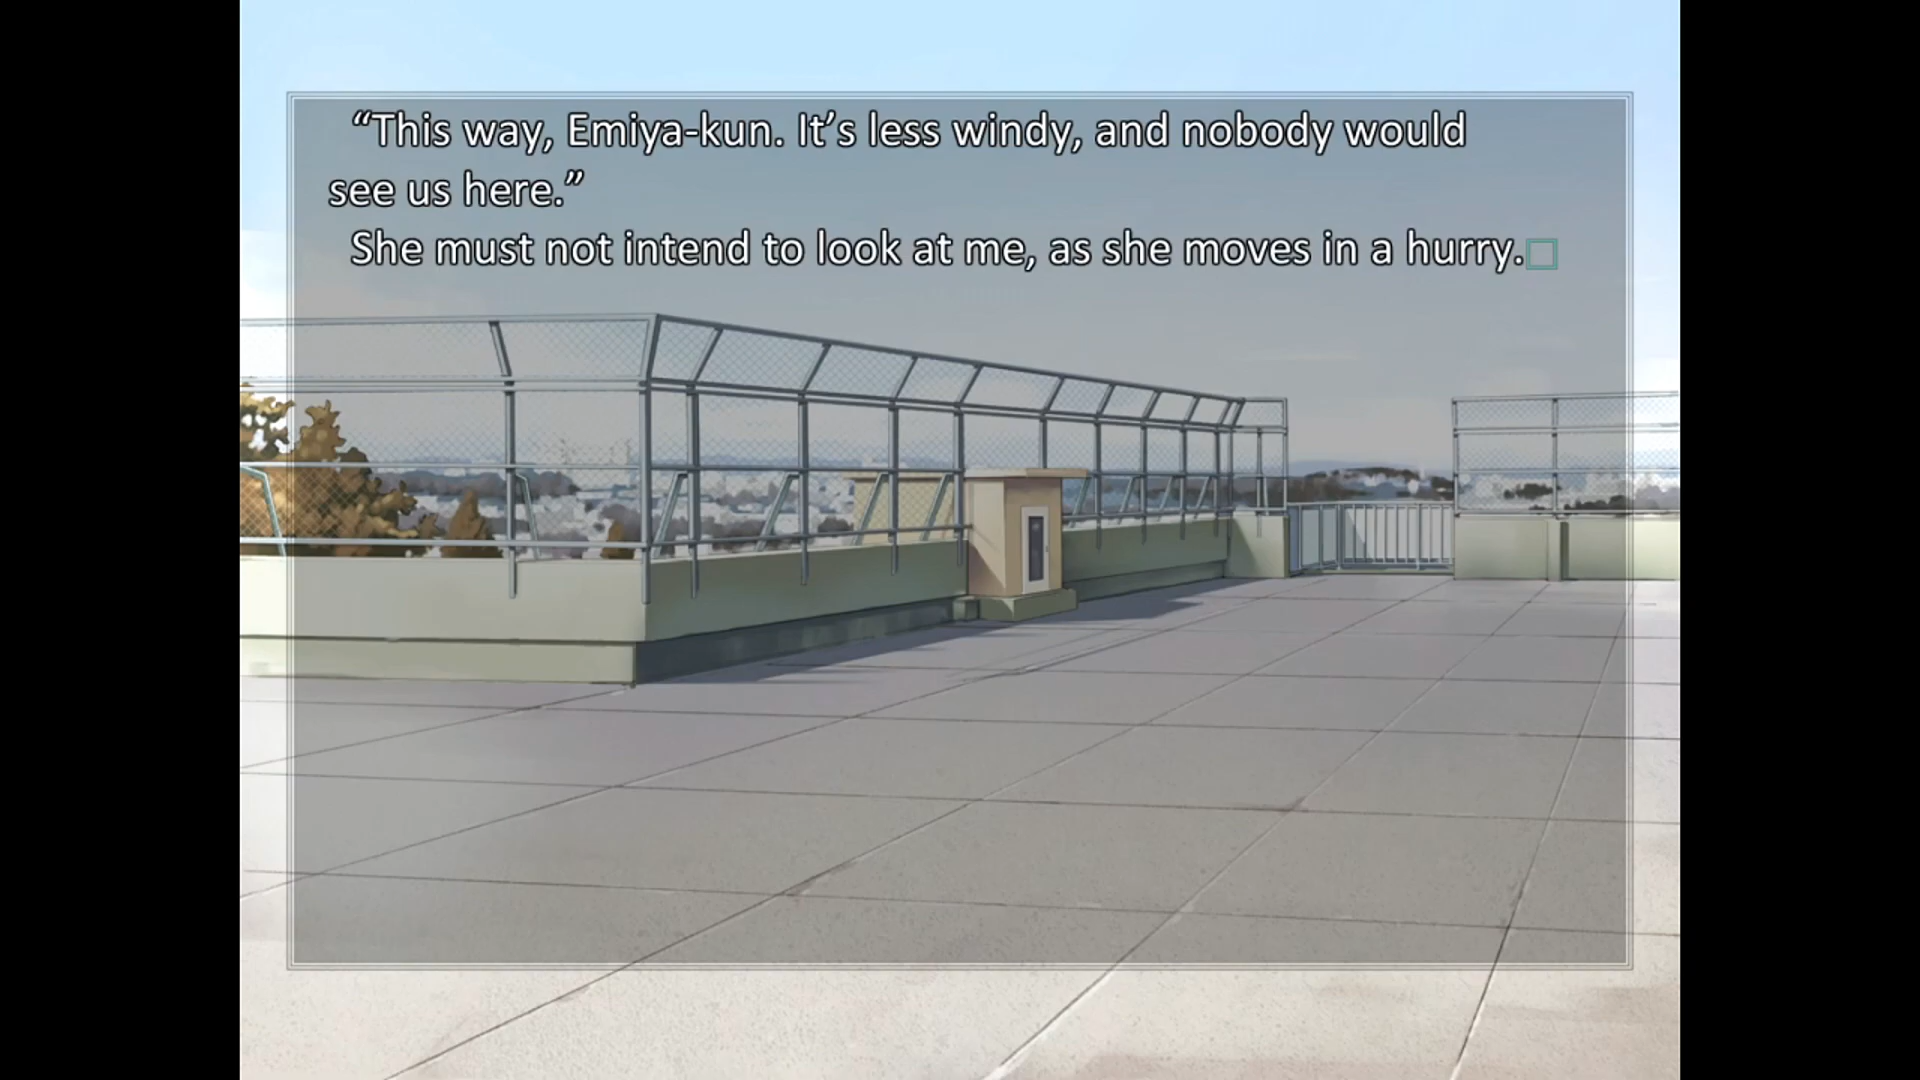 “This way, Emiya-kun. It’s less windy, and nobody would
see us here.”
She must not intend to look at me, as she moves in a hurry.